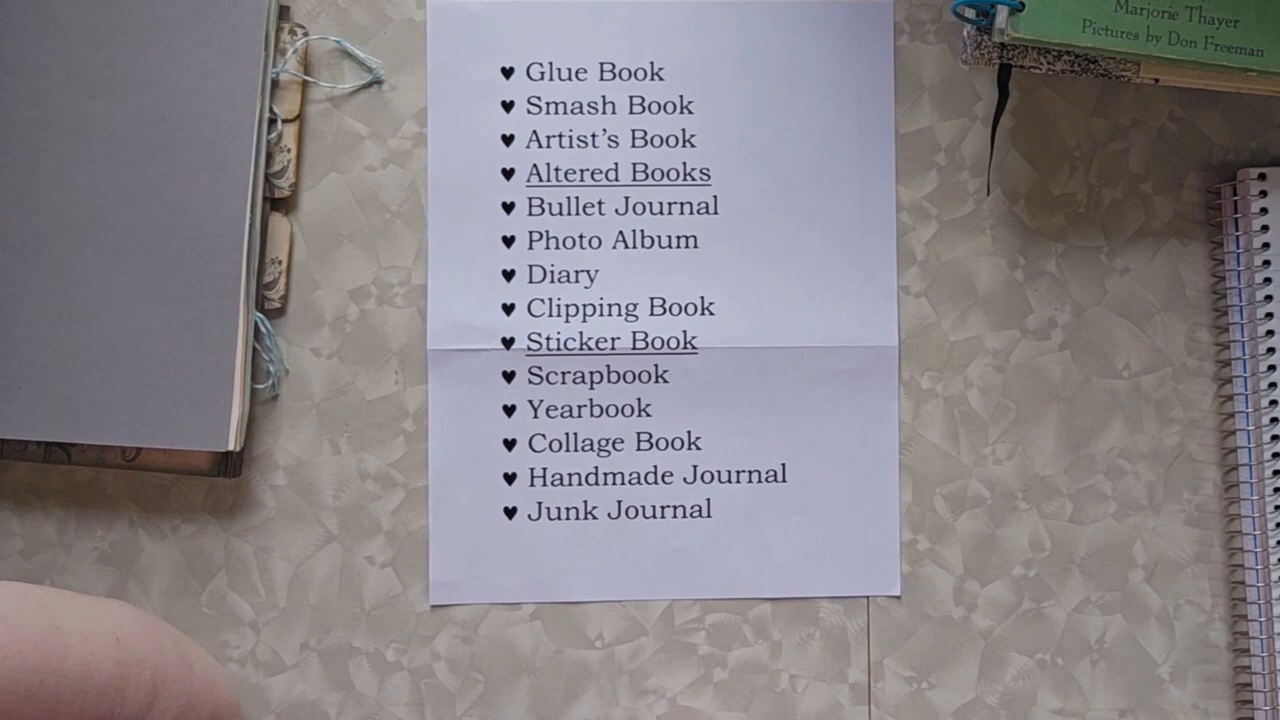 ♥ Glue Book
♥ Smash Book
♥ Artist's Book
♥ Altered Books
♥ Bullet Journal
♥ Photo Album
♥ Diary
♥ Clipping Book
♥ Sticker Book
♥ Scrapbook
♥ Yearbook
♥ Collage Book
♥ Handmade Journal
♥ Junk Journal
Marjorie Thayer
Pictures by Don Freeman